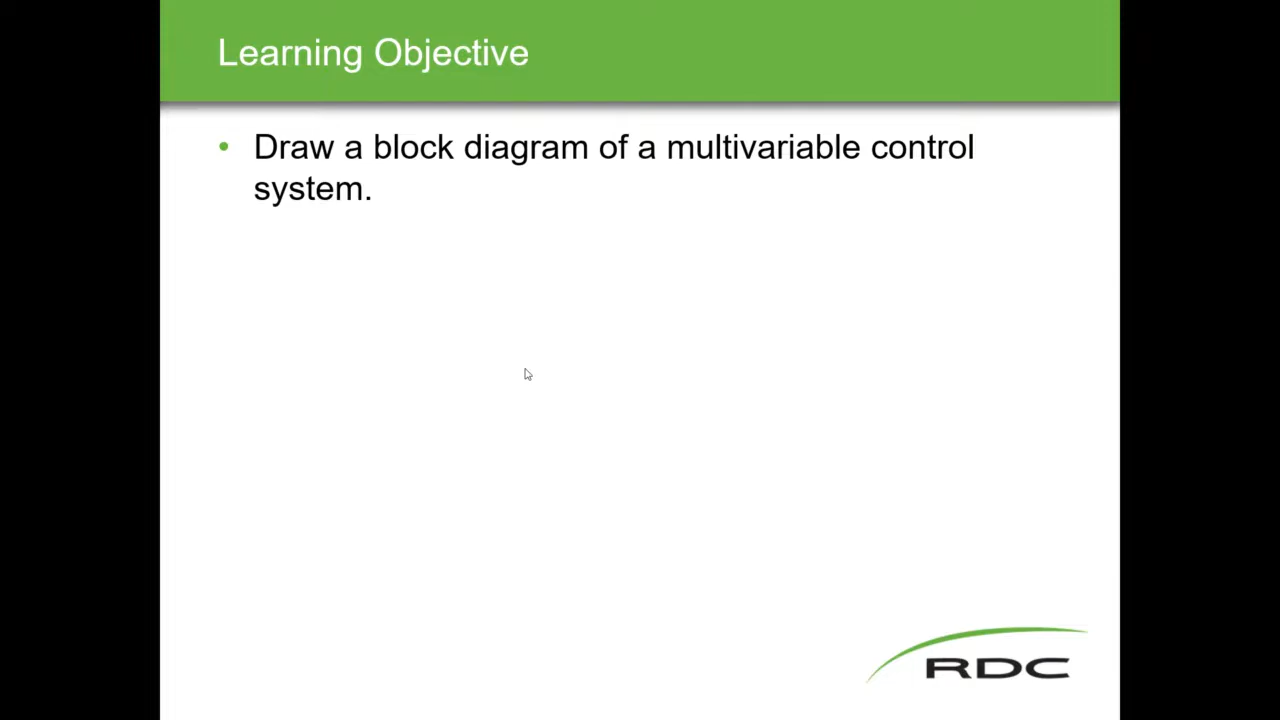 Learning Objective
• Draw a block diagram of a multivariable control
system.
RDC